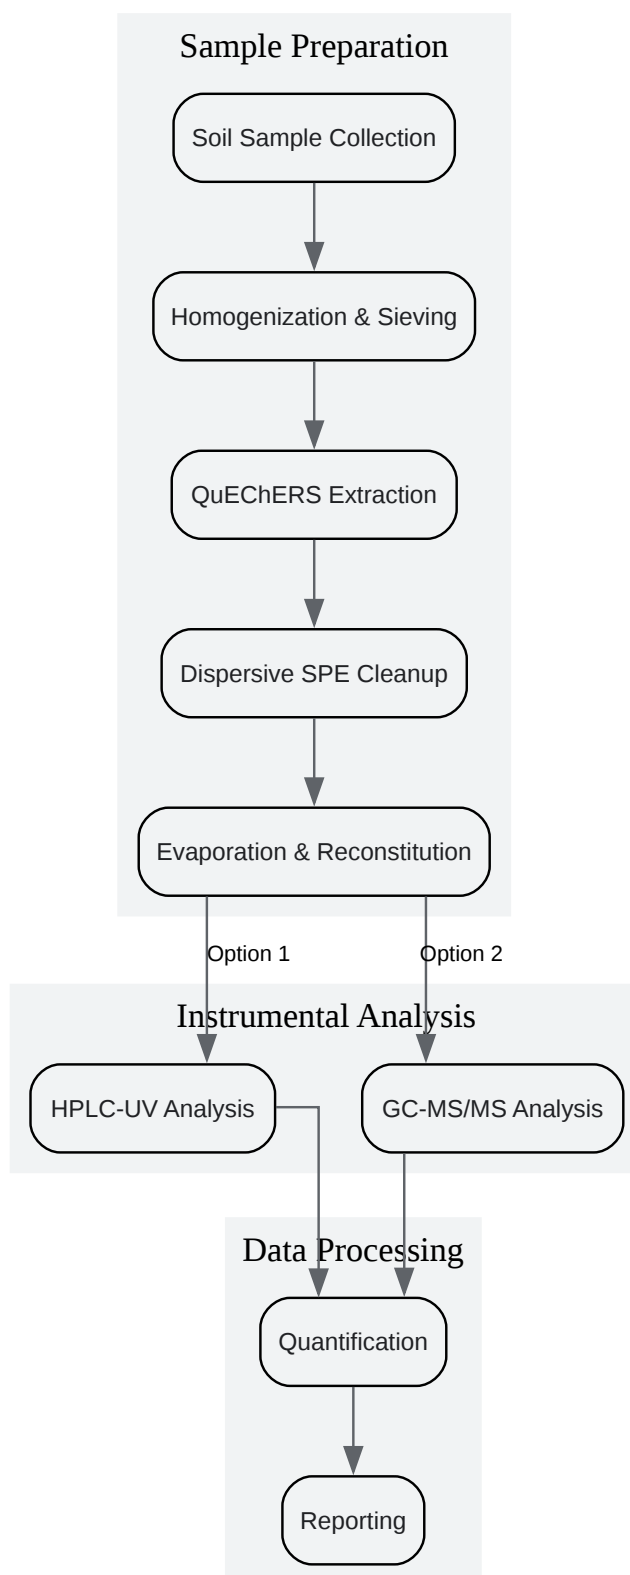 Sample Preparation
Soil Sample Collection
Homogenization & Sieving
QuEChERS Extraction
Dispersive SPE Cleanup
Evaporation & Reconstitution
Option 1
Option 2
Instrumental Analysis
HPLC-UV Analysis
GC-MS/MS Analysis
Data Processing
Quantification
Reporting